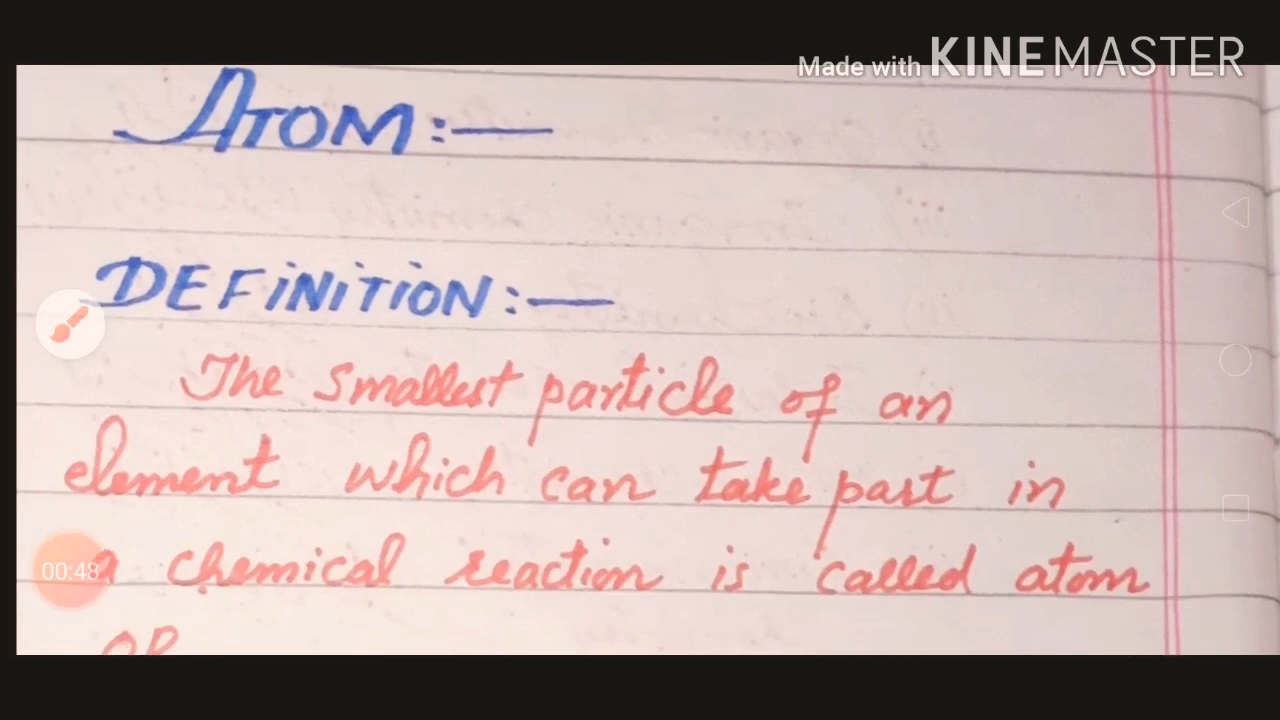 Made with KINEMASTER
ATOM:—
DEFINITION:—
The smallest particle of an
element which can take part in
a chemical reaction is called atom
00:48
OR